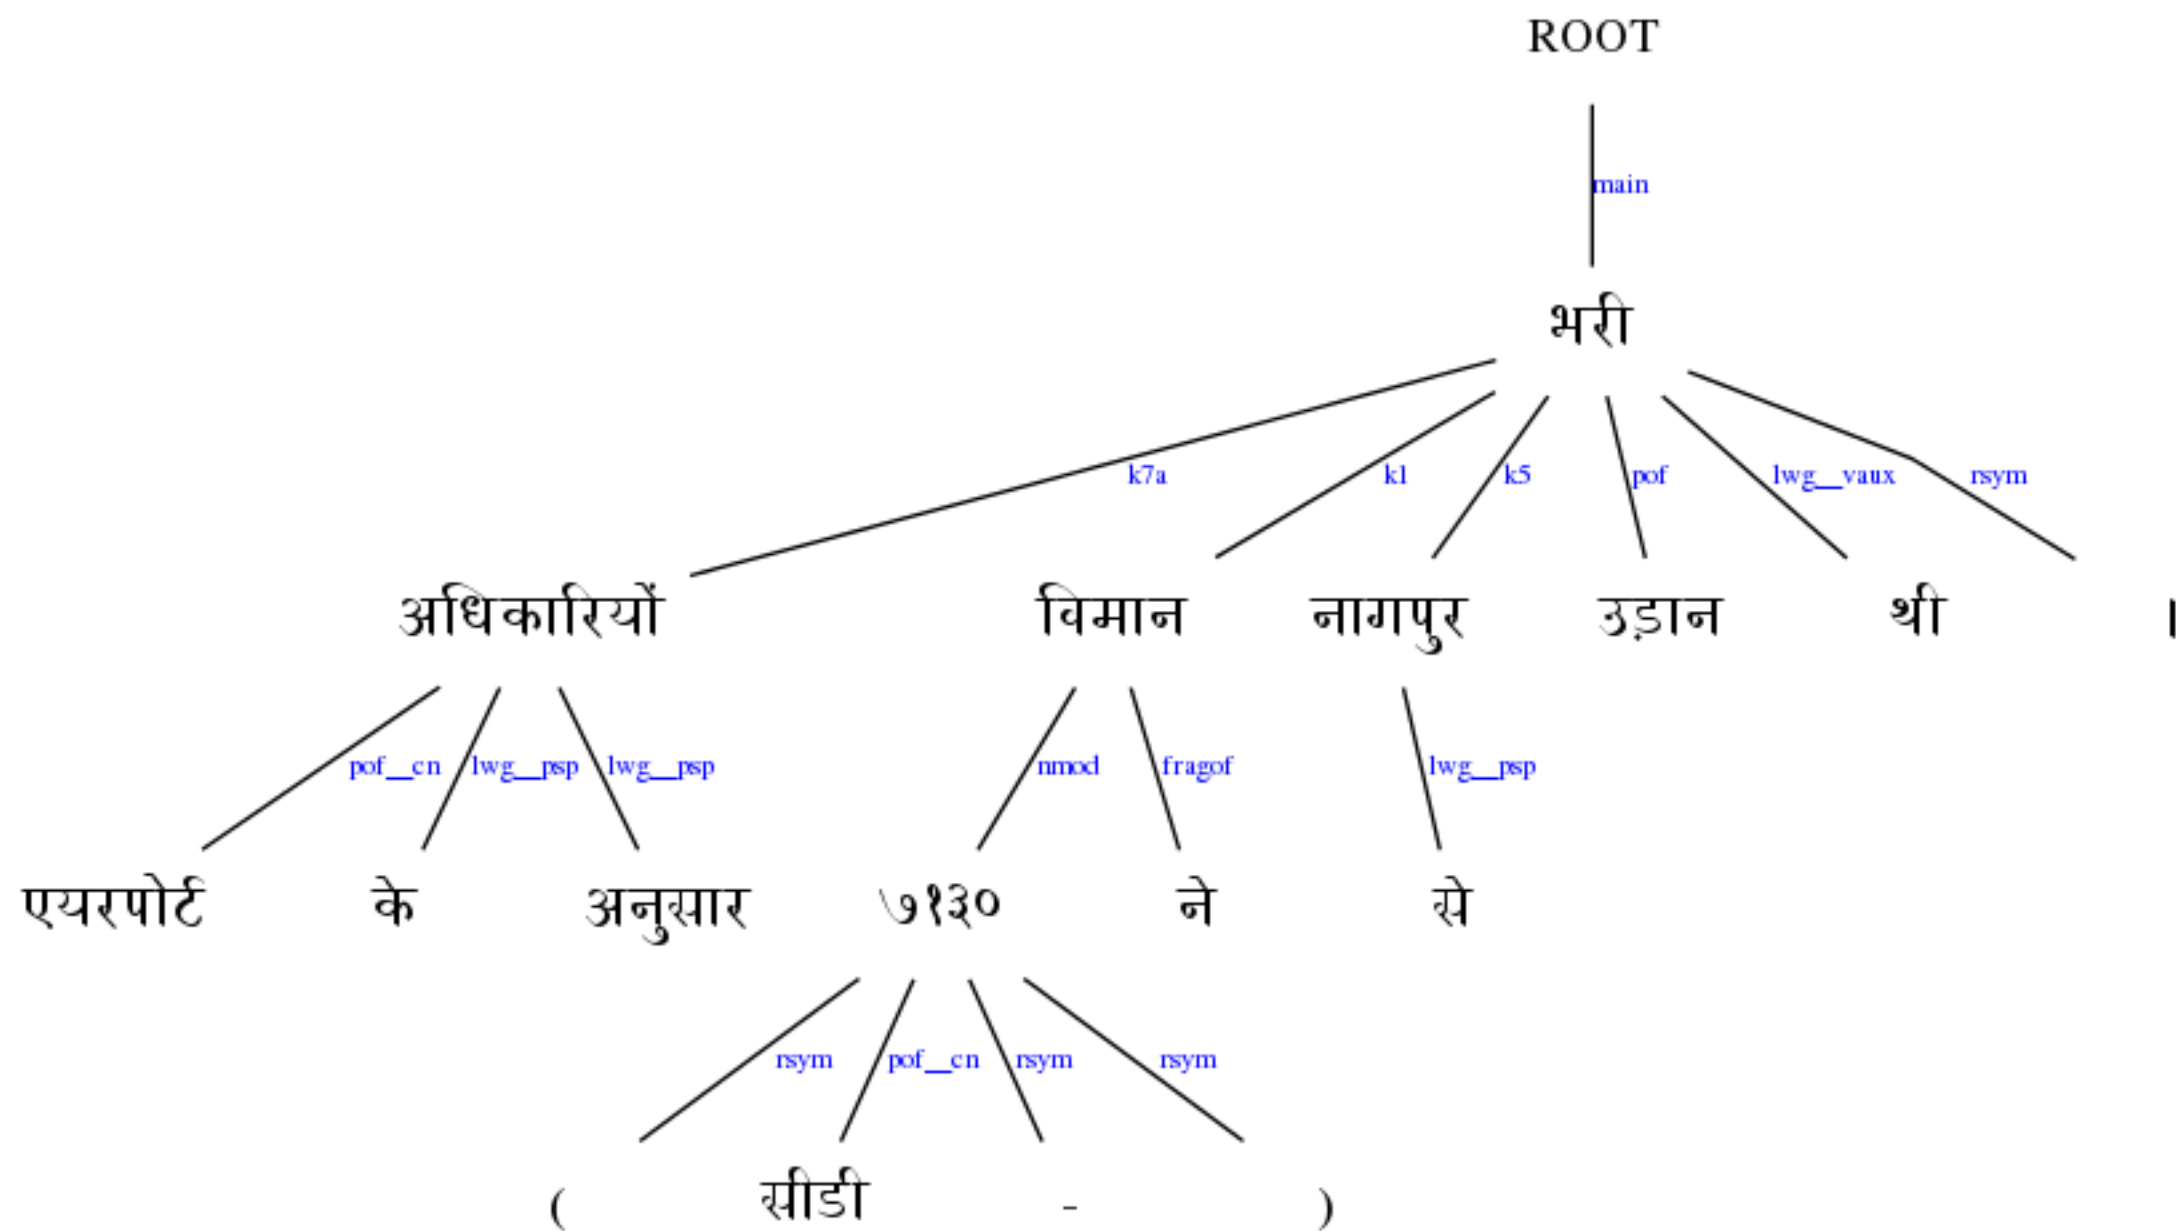 ROOT
main
भरी
k7a k1 k5 pof lwg__vaux rsym
अधिकारियों विमान नागपुर उड़ान थी ।
pof__cn lwg__psp lwg__psp nmod fragof lwg__psp
एयरपोर्ट के अनुसार ७१३० ने से
rsym pof__cn rsym rsym
( सीडी - )